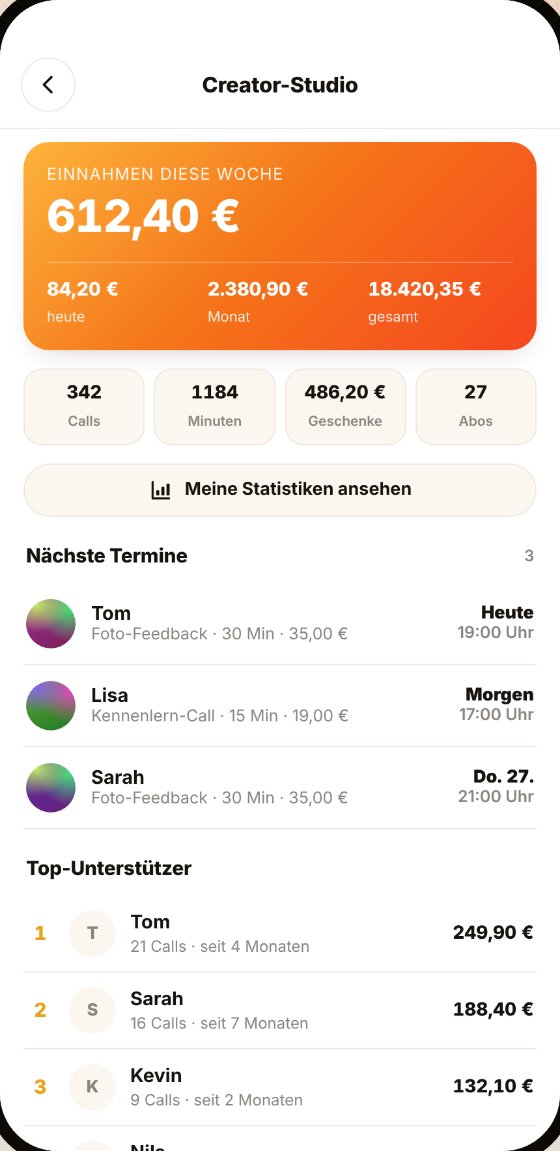 Creator-Studio
EINNAHMEN DIESE WOCHE
612,40 €
84,20 € 2.380,90 € 18.420,35 €
heute Monat gesamt
342 1184 486,20 € 27
Calls Minuten Geschenke Abos
Meine Statistiken ansehen
Nächste Termine 3
Tom Heute
Foto-Feedback · 30 Min · 35,00 € 19:00 Uhr
Lisa Morgen
Kennenlern-Call · 15 Min · 19,00 € 17:00 Uhr
Sarah Do. 27.
Foto-Feedback · 30 Min · 35,00 € 21:00 Uhr
Top-Unterstützer
1 T Tom 249,90 €
21 Calls · seit 4 Monaten
2 S Sarah 188,40 €
16 Calls · seit 7 Monaten
3 K Kevin 132,10 €
9 Calls · seit 2 Monaten